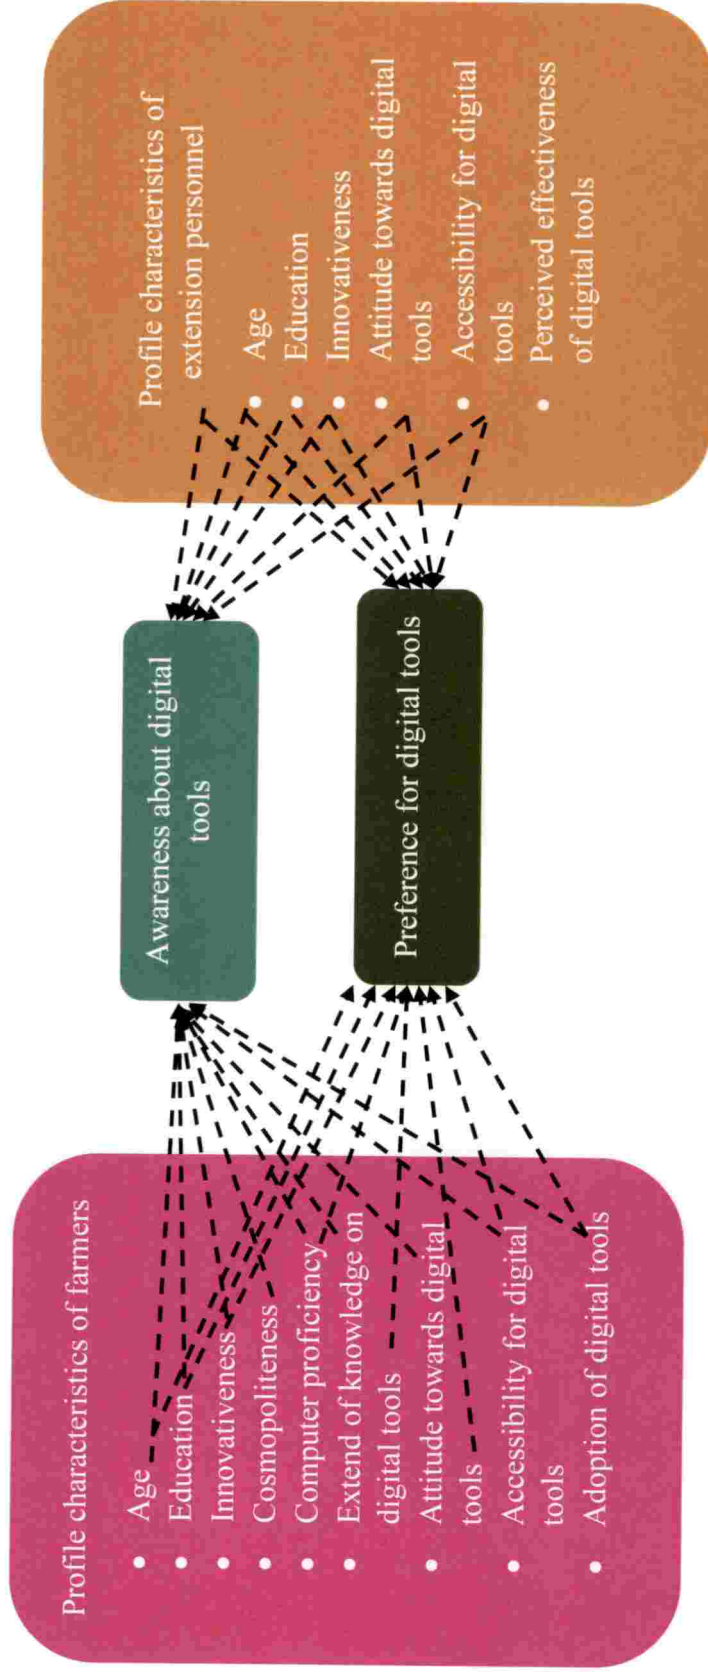 Profile characteristics of farmers
• Age
• Education
• Innovativeness
• Cosmopoliteness
• Computer proficiency
• Extend of knowledge on
digital tools
• Attitude towards digital
tools
• Accessibility for digital
tools
• Adoption of digital tools
Awareness about digital
tools
Preference for digital tools
Profile characteristics of
extension personnel
• Age
• Education
• Innovativeness
• Attitude towards digital
tools
• Accessibility for digital
tools
• Perceived effectiveness
of digital tools